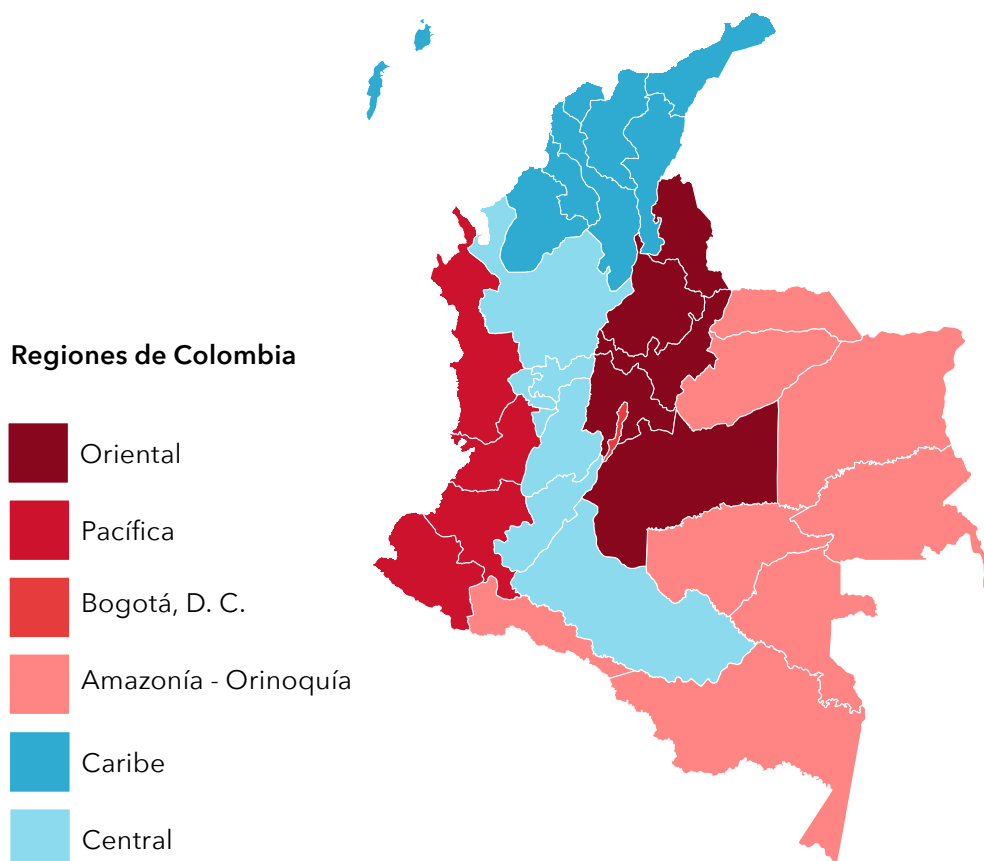 Regiones de Colombia
Oriental
Pacífica
Bogotá, D. C.
Amazonía - Orinoquía
Caribe
Central